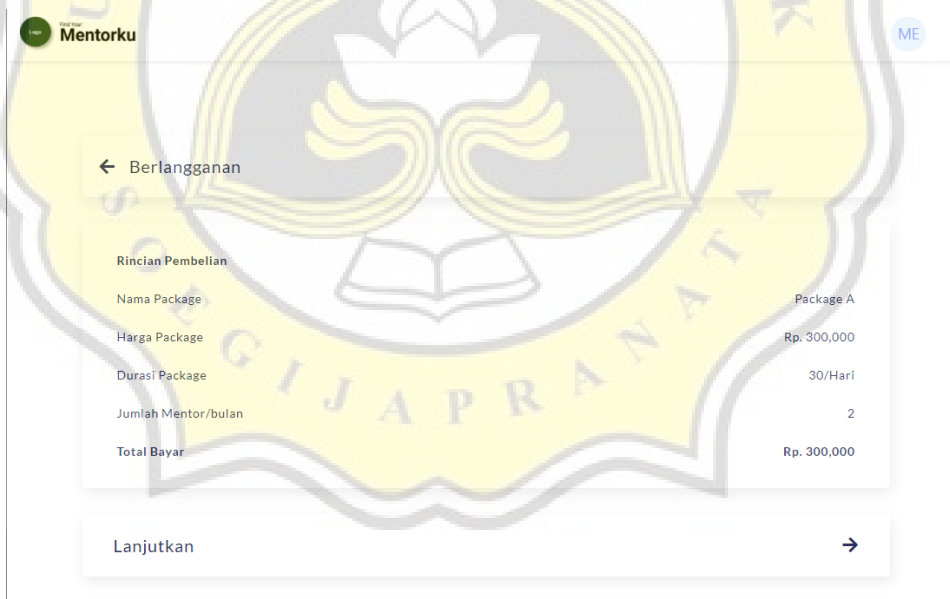 Logo
Find Your
Mentorku
ME
Berlangganan
Rincian Pembelian
Nama Package Package A
Harga Package Rp. 300,000
Durasi Package 30/Hari
Jumlah Mentor/bulan 2
Total Bayar Rp. 300,000
Lanjutkan
SOEGIJAPRANATA
K